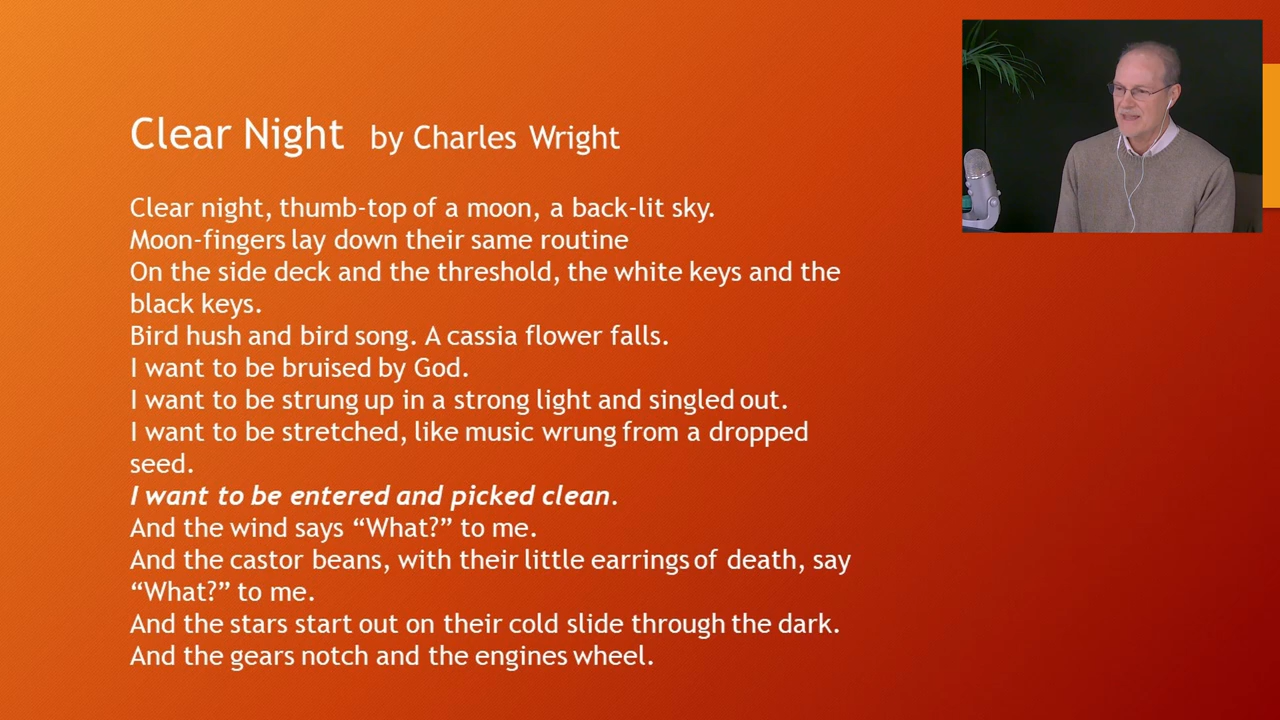 Clear Night by Charles Wright
Clear night, thumb-top of a moon, a back-lit sky.
Moon-fingers lay down their same routine
On the side deck and the threshold, the white keys and the
black keys.
Bird hush and bird song. A cassia flower falls.
I want to be bruised by God.
I want to be strung up in a strong light and singled out.
I want to be stretched, like music wrung from a dropped
seed.
I want to be entered and picked clean.
And the wind says “What?” to me.
And the castor beans, with their little earrings of death, say
“What?” to me.
And the stars start out on their cold slide through the dark.
And the gears notch and the engines wheel.